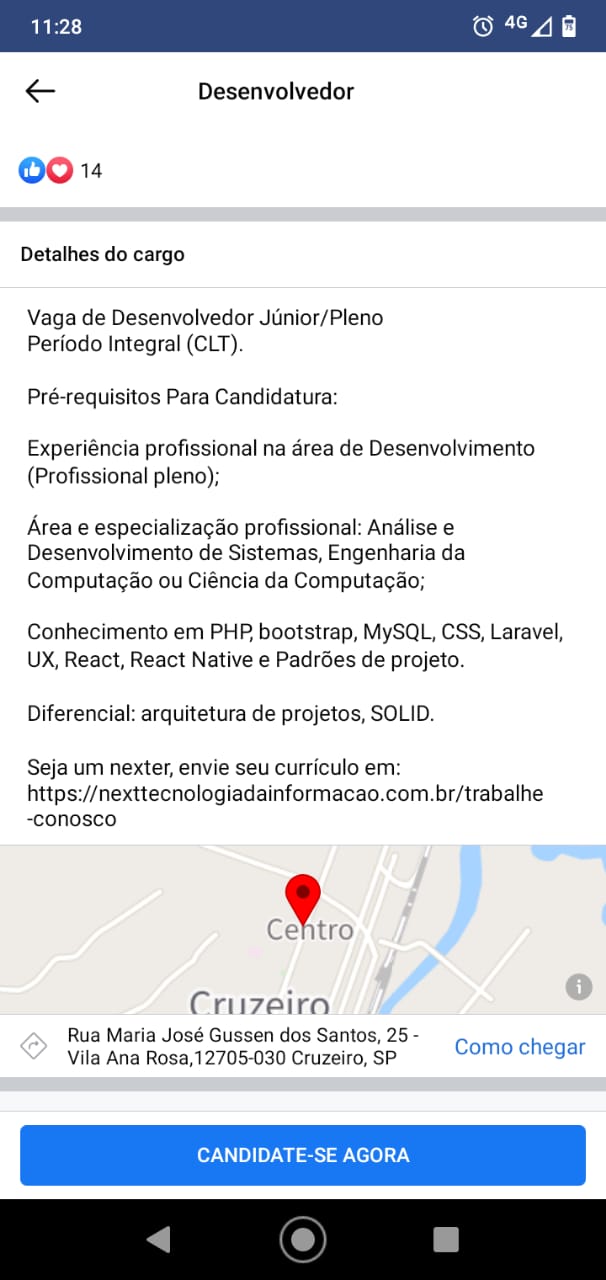 11:28
4G
75
Desenvolvedor
14
Detalhes do cargo
Vaga de Desenvolvedor Júnior/Pleno
Período Integral (CLT).
Pré-requisitos Para Candidatura:
Experiência profissional na área de Desenvolvimento
(Profissional pleno);
Área e especialização profissional: Análise e
Desenvolvimento de Sistemas, Engenharia da
Computação ou Ciência da Computação;
Conhecimento em PHP, bootstrap, MySQL, CSS, Laravel,
UX, React, React Native e Padrões de projeto.
Diferencial: arquitetura de projetos, SOLID.
Seja um nexter, envie seu currículo em:
https://nexttecnologiadainformacao.com.br/trabalhe
-conosco
Centro
Cruzeiro
Rua Maria José Gussen dos Santos, 25 -
Vila Ana Rosa,12705-030 Cruzeiro, SP
Como chegar
CANDIDATE-SE AGORA